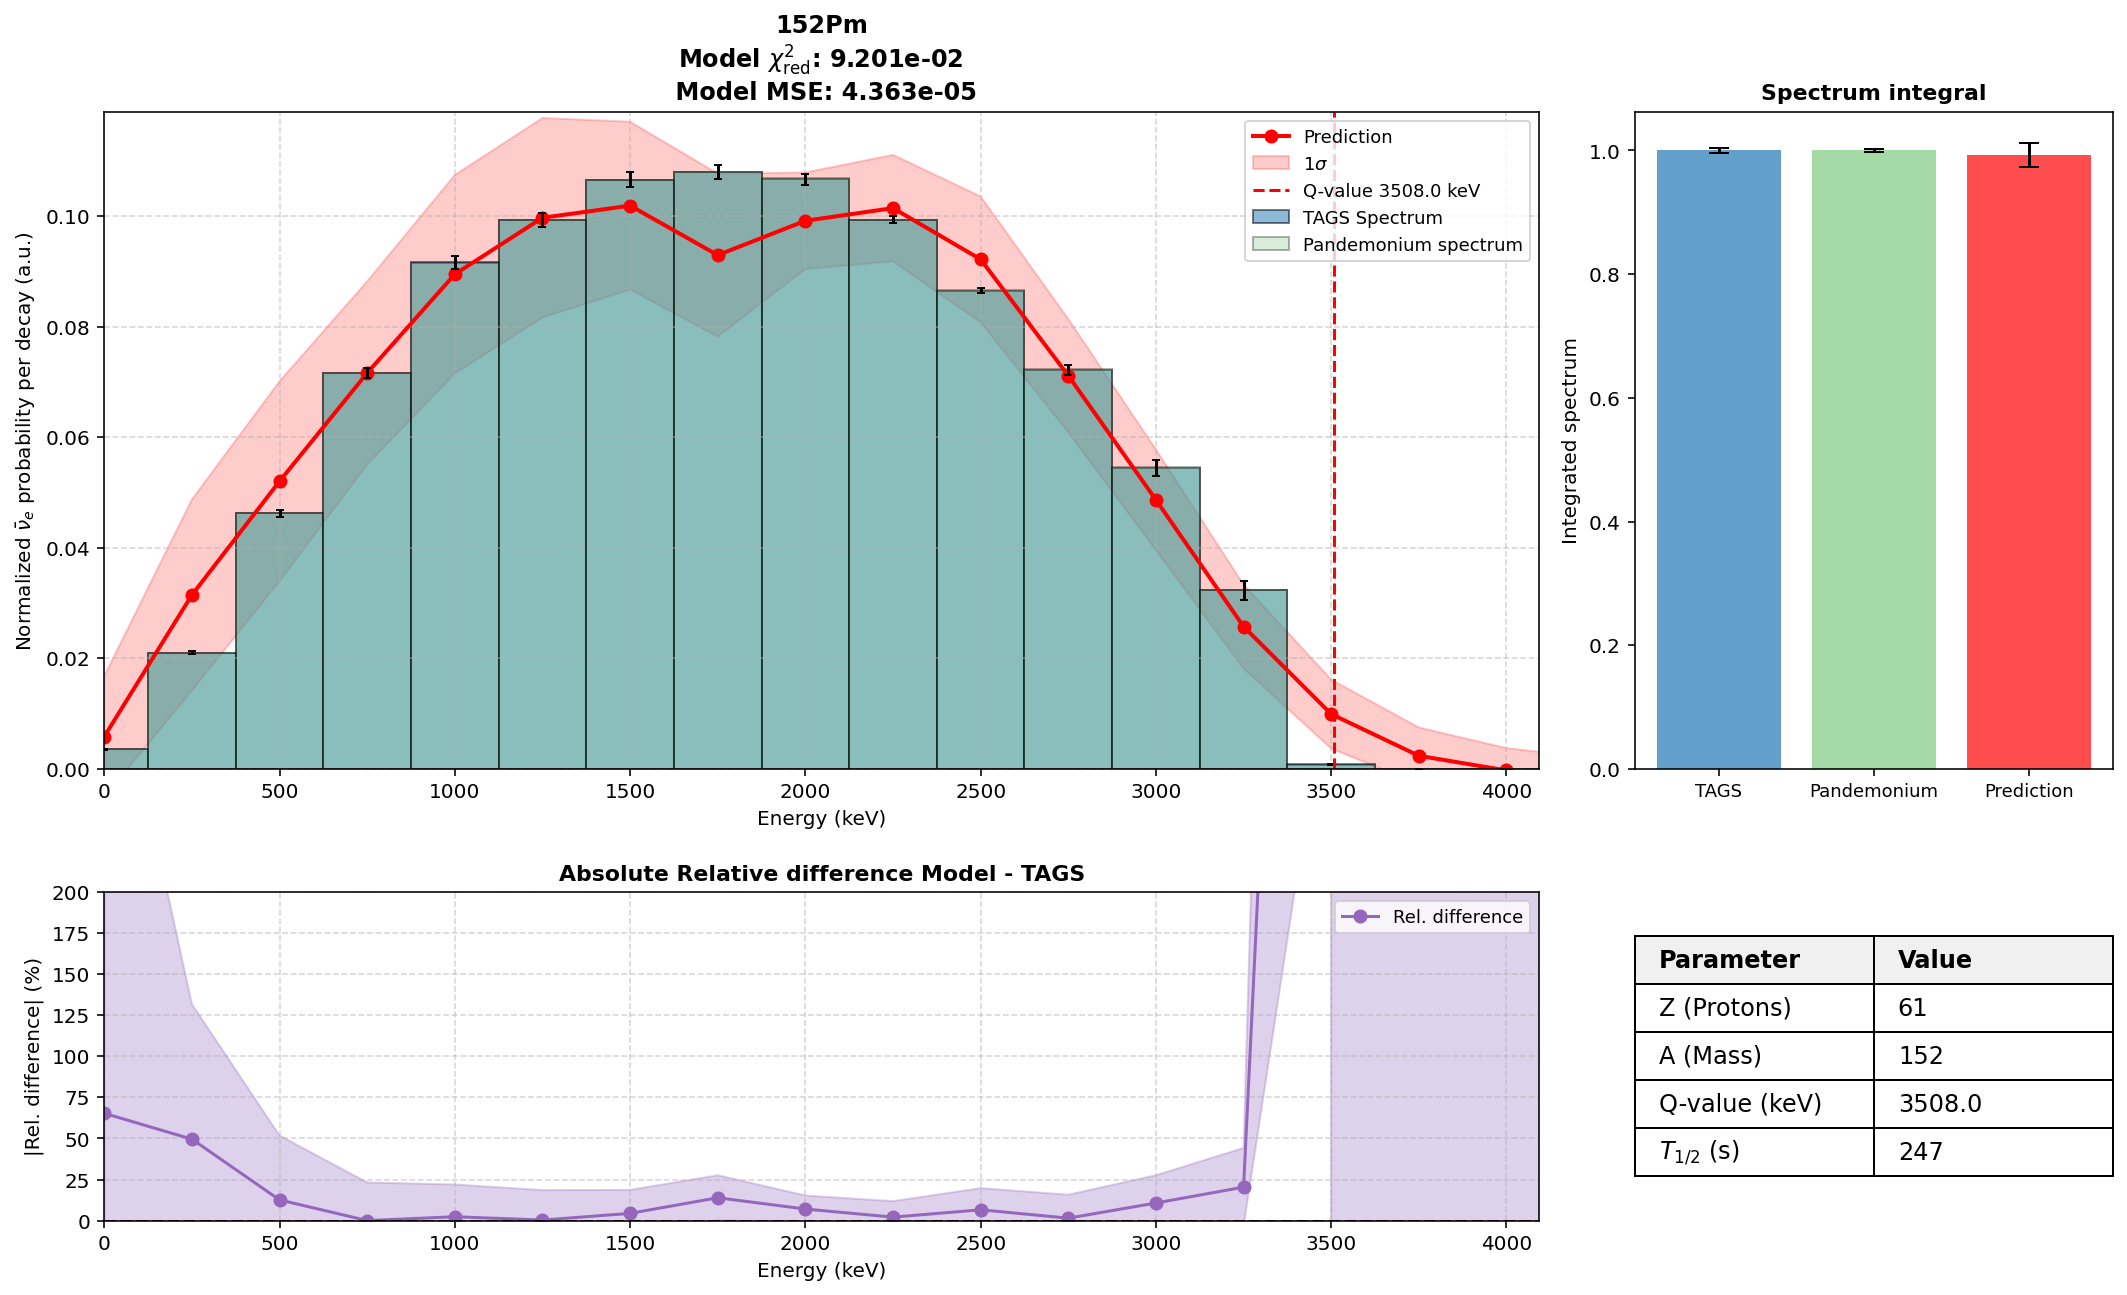 152Pm
Model χ²red: 9.201e-02
Model MSE: 4.363e-05
Normalized ν̄e probability per decay (a.u.)
0.10
0.08
0.06
0.04
0.02
0.00
0 500 1000 1500 2000 2500 3000 3500 4000
Energy (keV)
Prediction
1σ
Q-value 3508.0 keV
TAGS Spectrum
Pandemonium spectrum
Spectrum integral
Integrated spectrum
1.0
0.8
0.6
0.4
0.2
0.0
TAGS Pandemonium Prediction
Absolute Relative difference Model - TAGS
|Rel. difference| (%)
200
175
150
125
100
75
50
25
0
0 500 1000 1500 2000 2500 3000 3500 4000
Energy (keV)
Rel. difference
Parameter Value
Z (Protons) 61
A (Mass) 152
Q-value (keV) 3508.0
T1/2 (s) 247